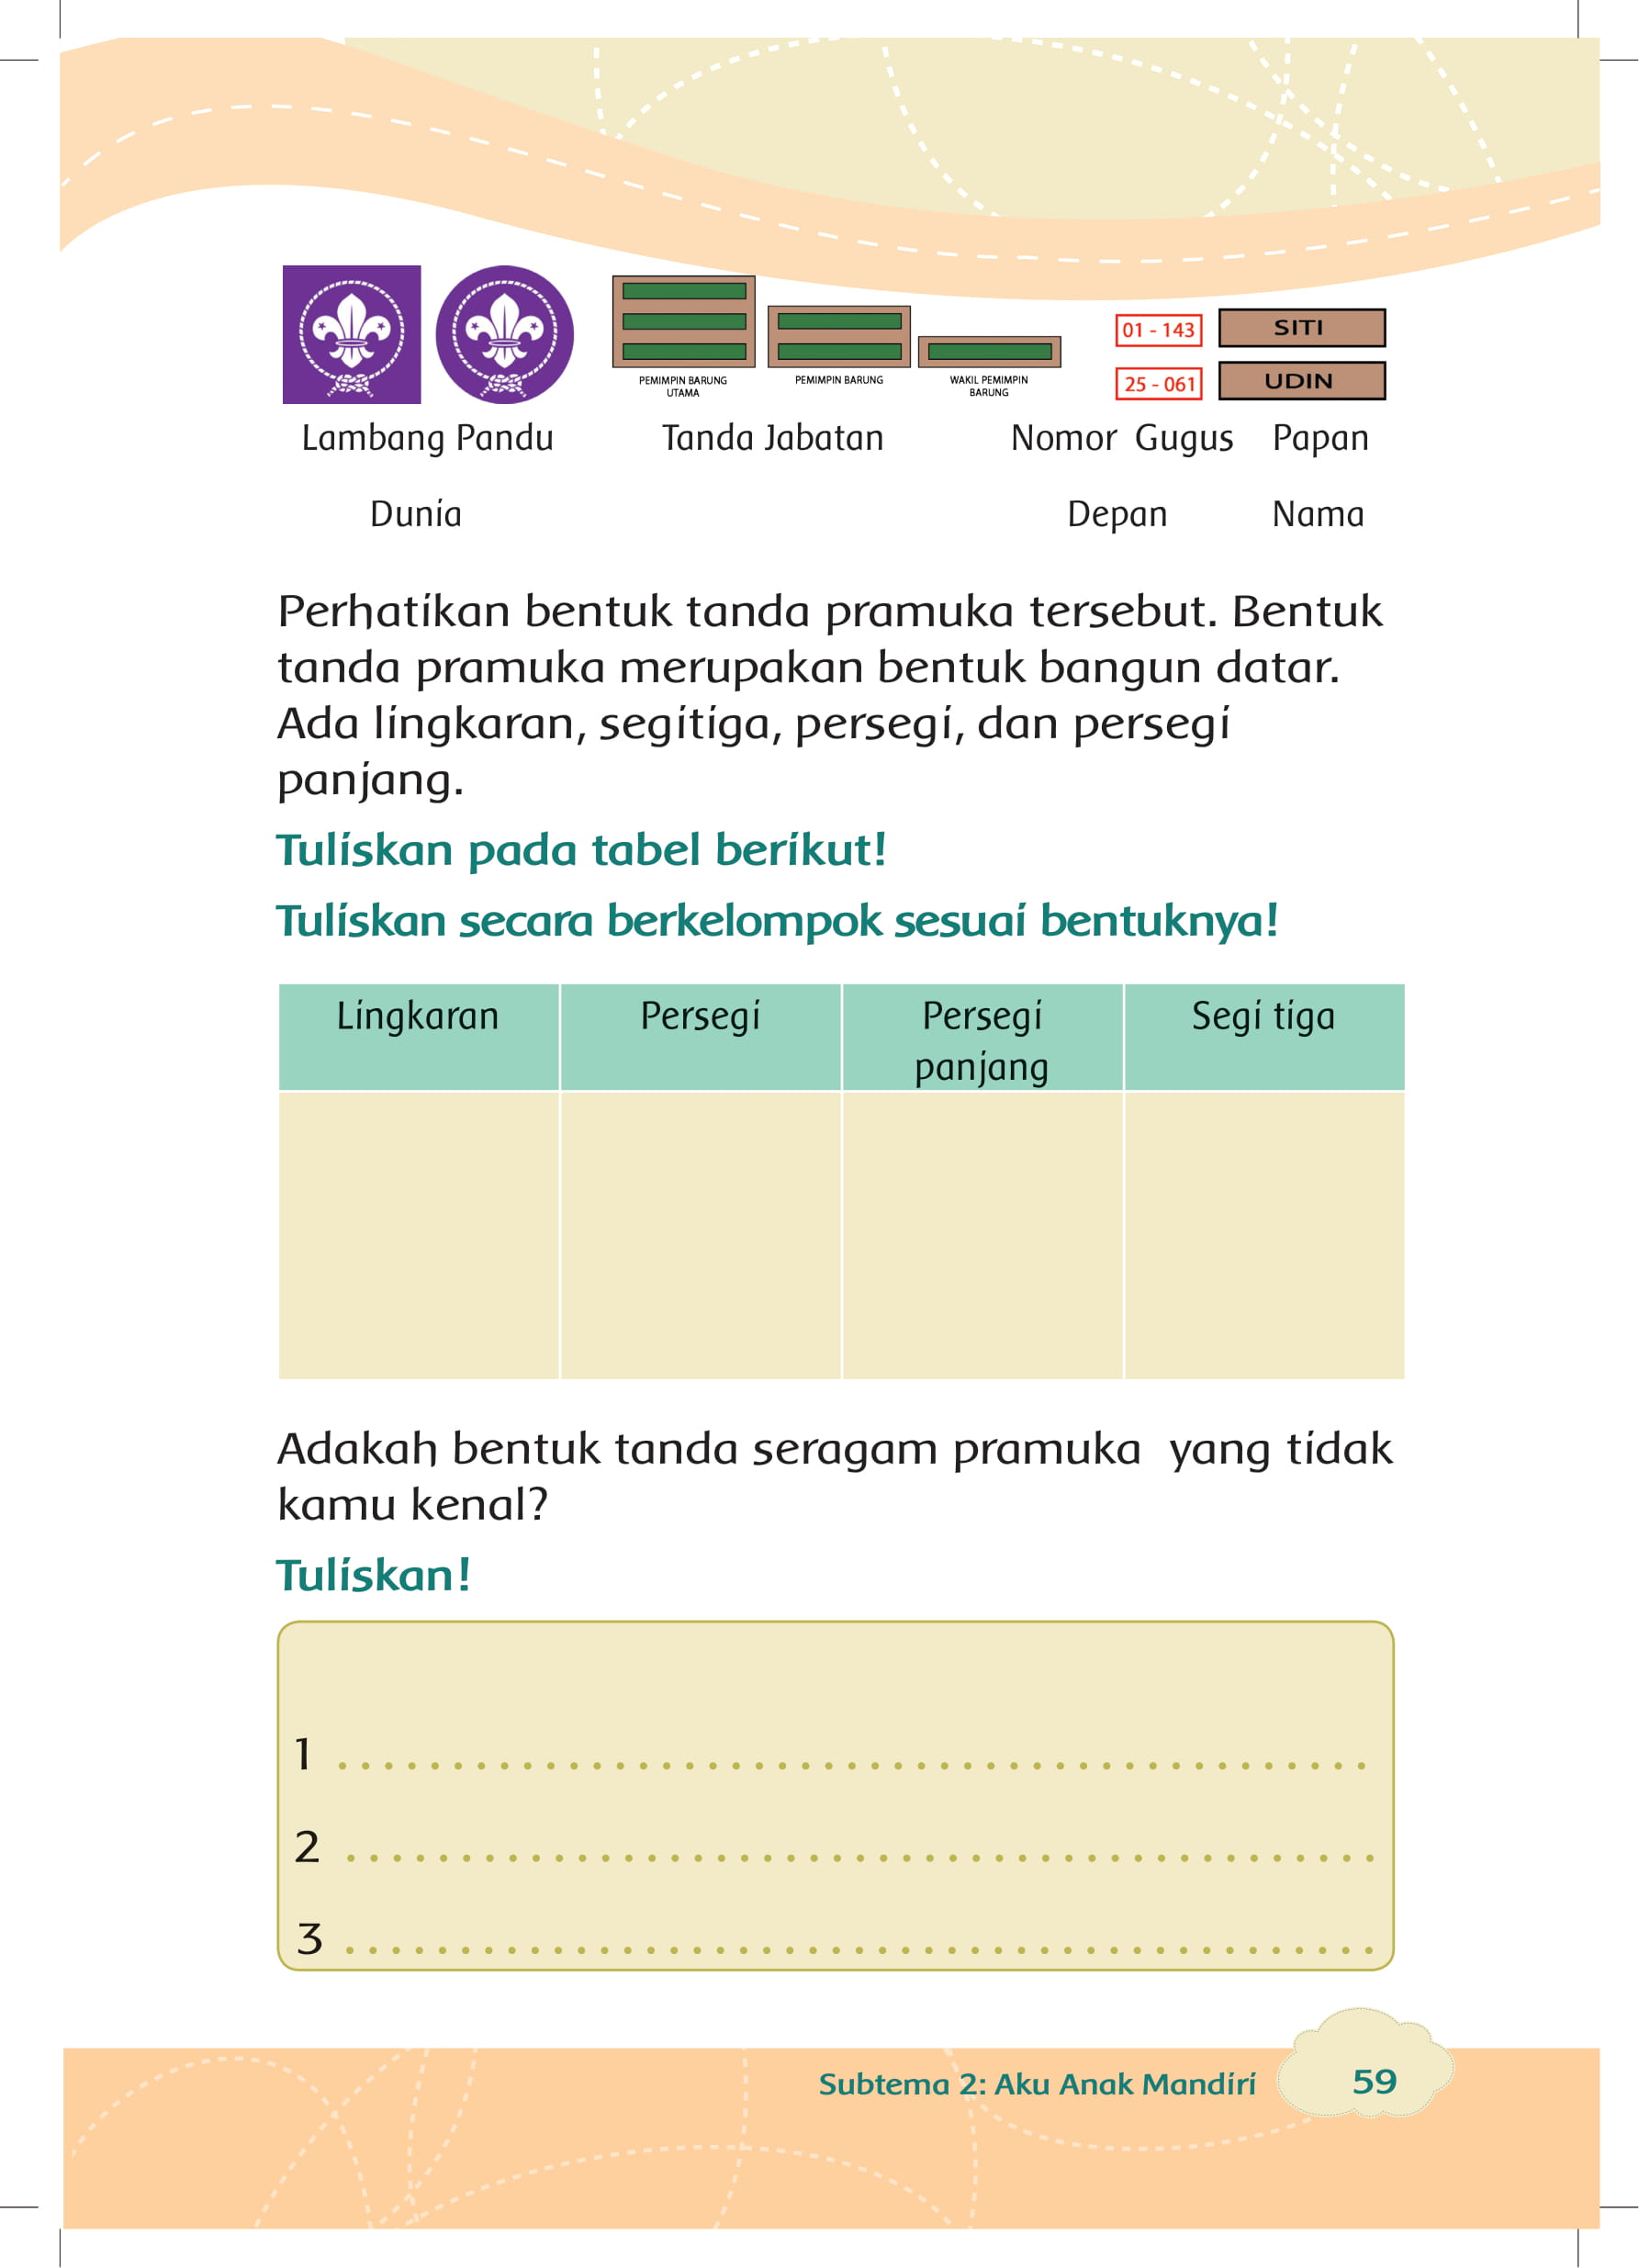 PEMIMPIN BARUNG
UTAMA
PEMIMPIN BARUNG
WAKIL PEMIMPIN
BARUNG
01 - 143
SITI
25 - 061
UDIN
Lambang Pandu
Dunia
Tanda Jabatan
Nomor Gugus
Depan
Papan
Nama
Perhatikan bentuk tanda pramuka tersebut. Bentuk
tanda pramuka merupakan bentuk bangun datar.
Ada lingkaran, segitiga, persegi, dan persegi
panjang.
Tuliskan pada tabel berikut!
Tuliskan secara berkelompok sesuai bentuknya!
Lingkaran
Persegi
Persegi
panjang
Segi tiga
Adakah bentuk tanda seragam pramuka yang tidak
kamu kenal?
Tuliskan!
1 .............................................
2 .............................................
3 .............................................
Subtema 2: Aku Anak Mandiri
59